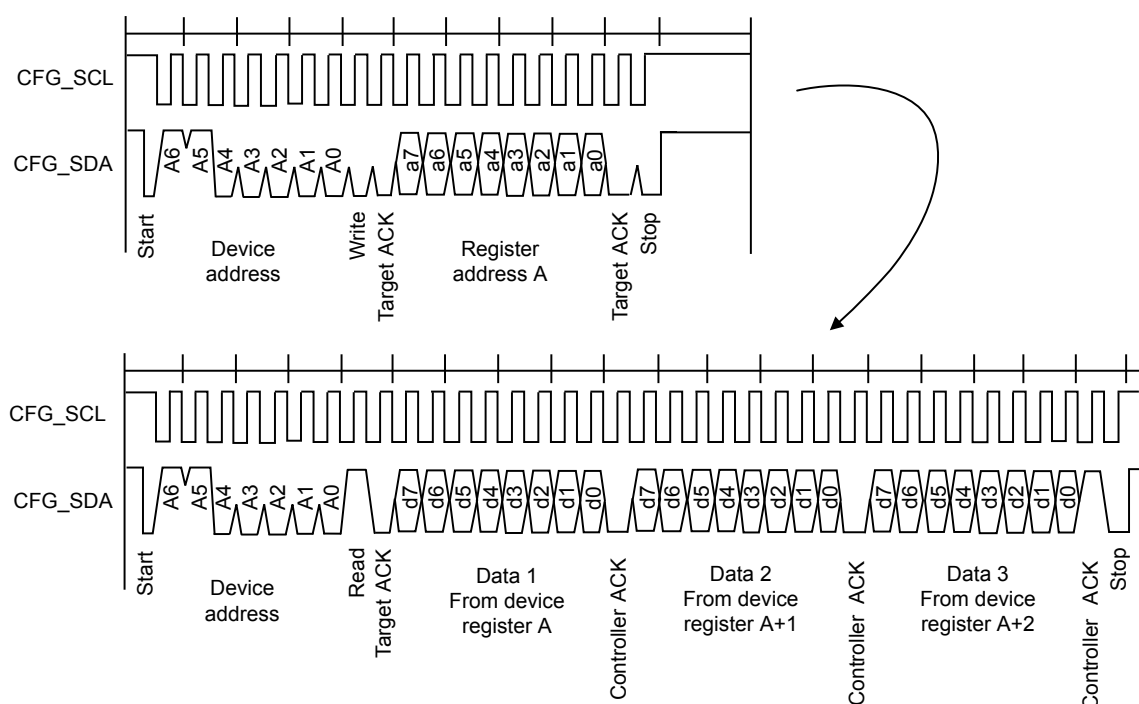 CFG_SCL
CFG_SDA
A6 A5 A4 A3 A2 A1 A0 a7 a6 a5 a4 a3 a2 a1 a0
Start
Device
address
Write
Target ACK
Register
address A
Target ACK
Stop
CFG_SCL
CFG_SDA
A6 A5 A4 A3 A2 A1 A0 d7 d6 d5 d4 d3 d2 d1 d0 d7 d6 d5 d4 d3 d2 d1 d0 d7 d6 d5 d4 d3 d2 d1 d0
Start
Device
address
Read
Target ACK
Data 1
From device
register A
Controller ACK
Data 2
From device
register A+1
Controller ACK
Data 3
From device
register A+2
Controller ACK
Stop